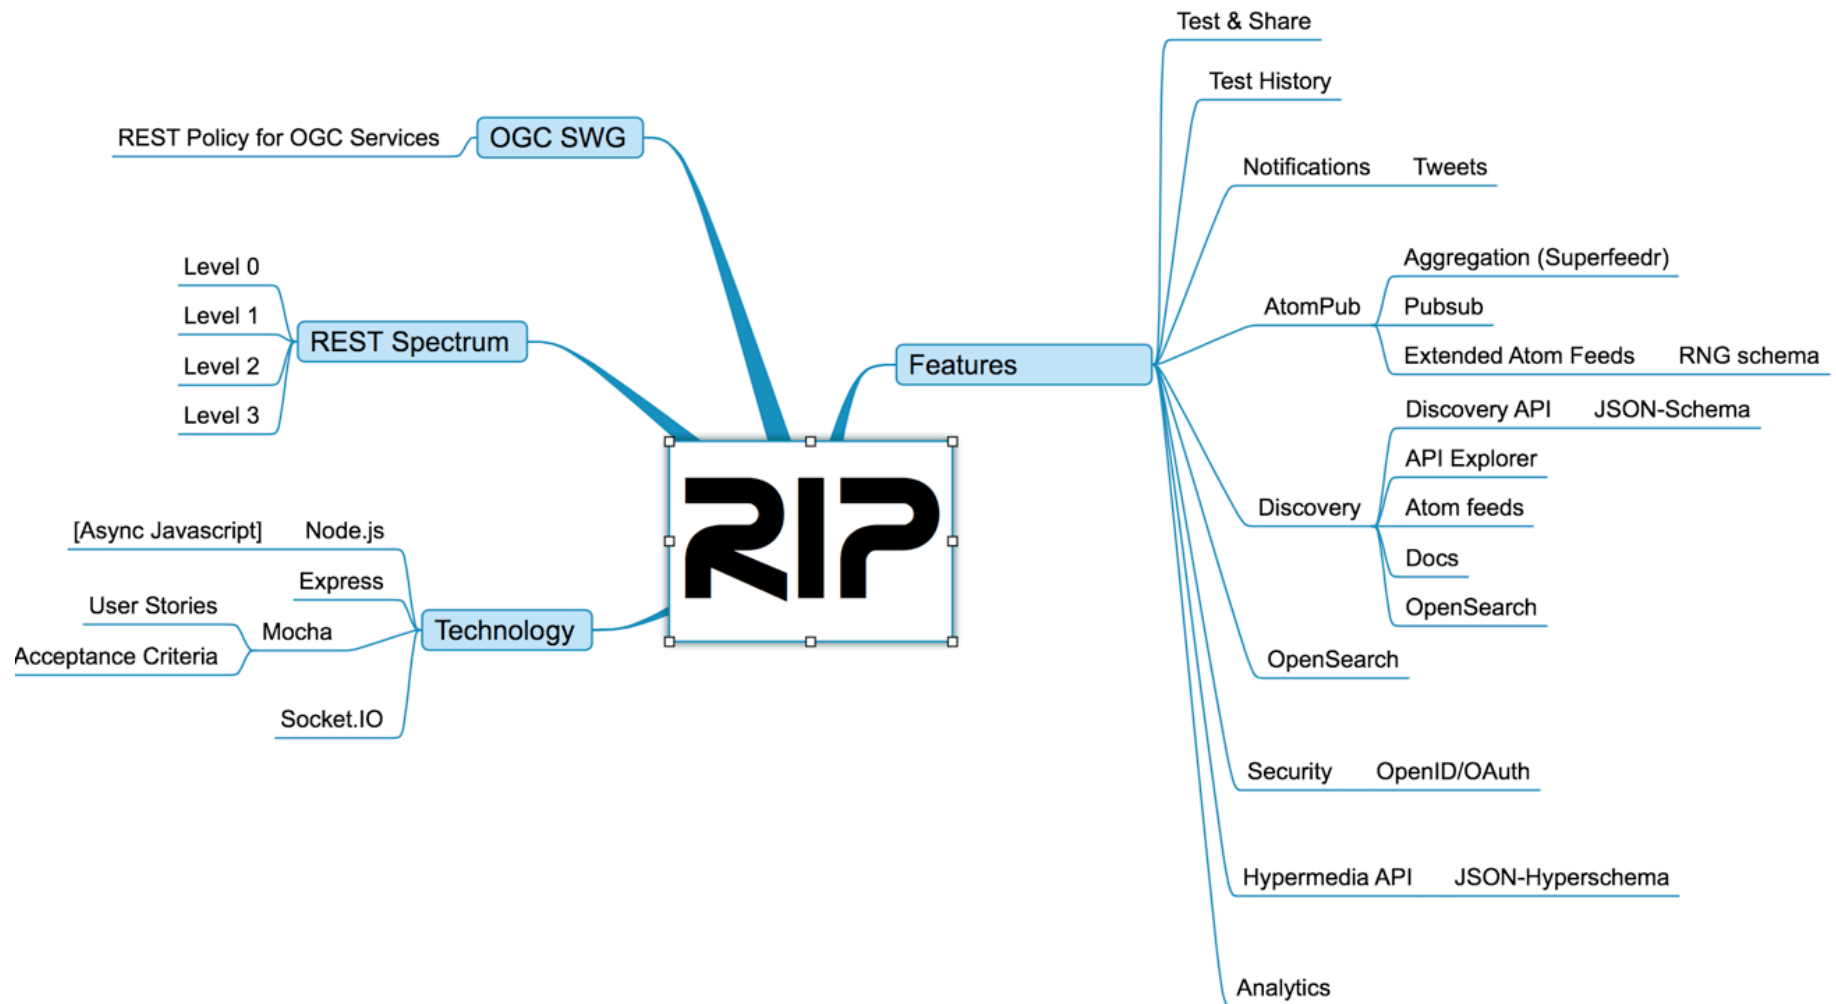 Test & Share
Test History
Notifications Tweets
REST Policy for OGC Services
OGC SWG
Level 0
Level 1
Level 2
Level 3
REST Spectrum
Features
AtomPub
Aggregation (Superfeedr)
Pubsub
Extended Atom Feeds RNG schema
Discovery
Discovery API JSON-Schema
API Explorer
Atom feeds
Docs
OpenSearch
RIP
[Async Javascript] Node.js
Express
User Stories
Mocha
Acceptance Criteria
Technology
Socket.IO
OpenSearch
Security OpenID/OAuth
Hypermedia API JSON-Hyperschema
Analytics